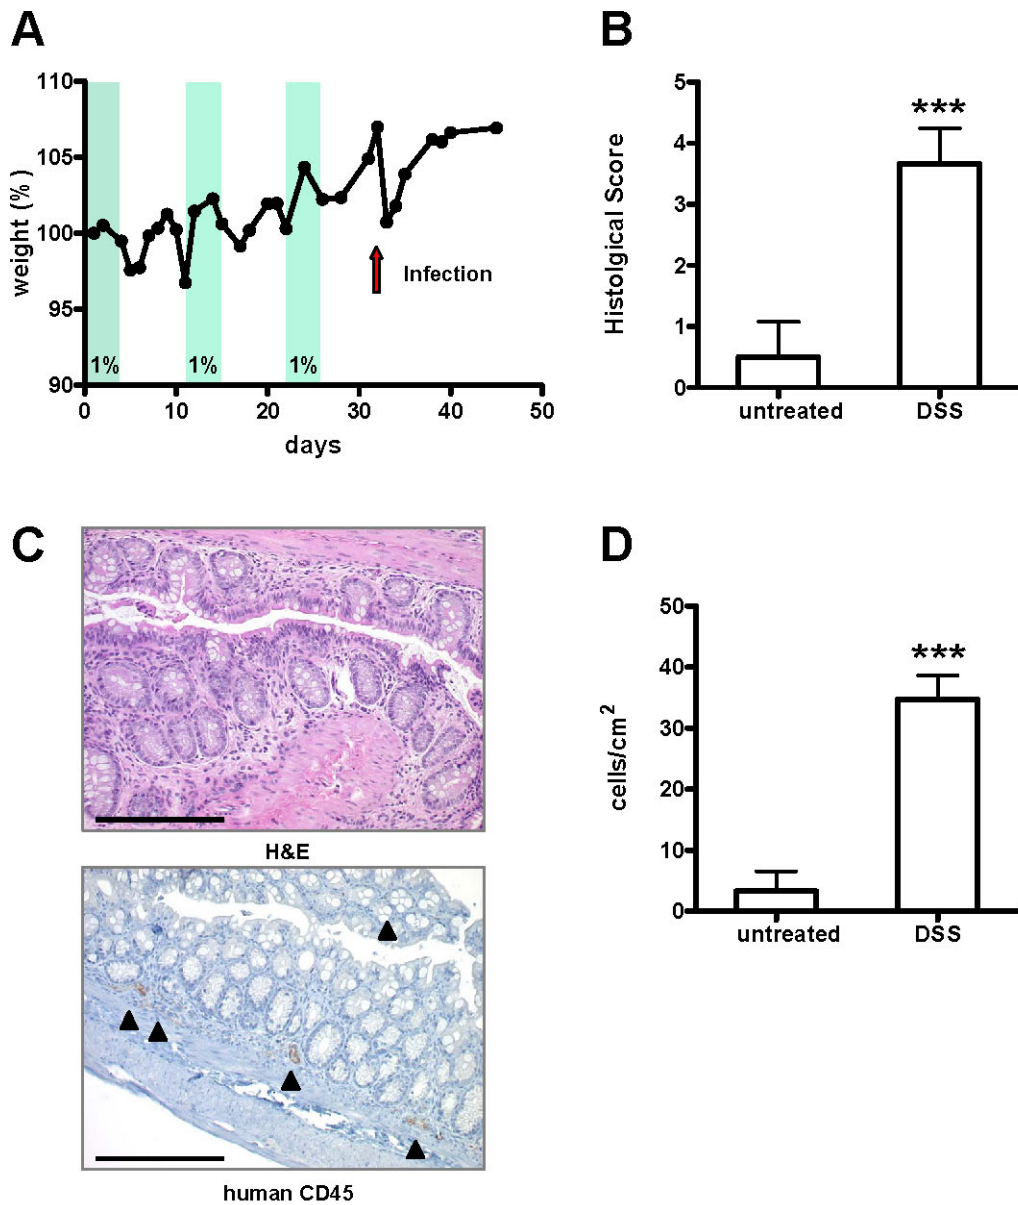 A
110
105
100
95
90
weight (%)
1%
1%
1%
Infection
0
10
20
30
40
50
days
B
5
4
3
2
1
0
Histolgical Score
***
untreated
DSS
C
H&E
human CD45
D
50
40
30
20
10
0
cells/cm²
***
untreated
DSS